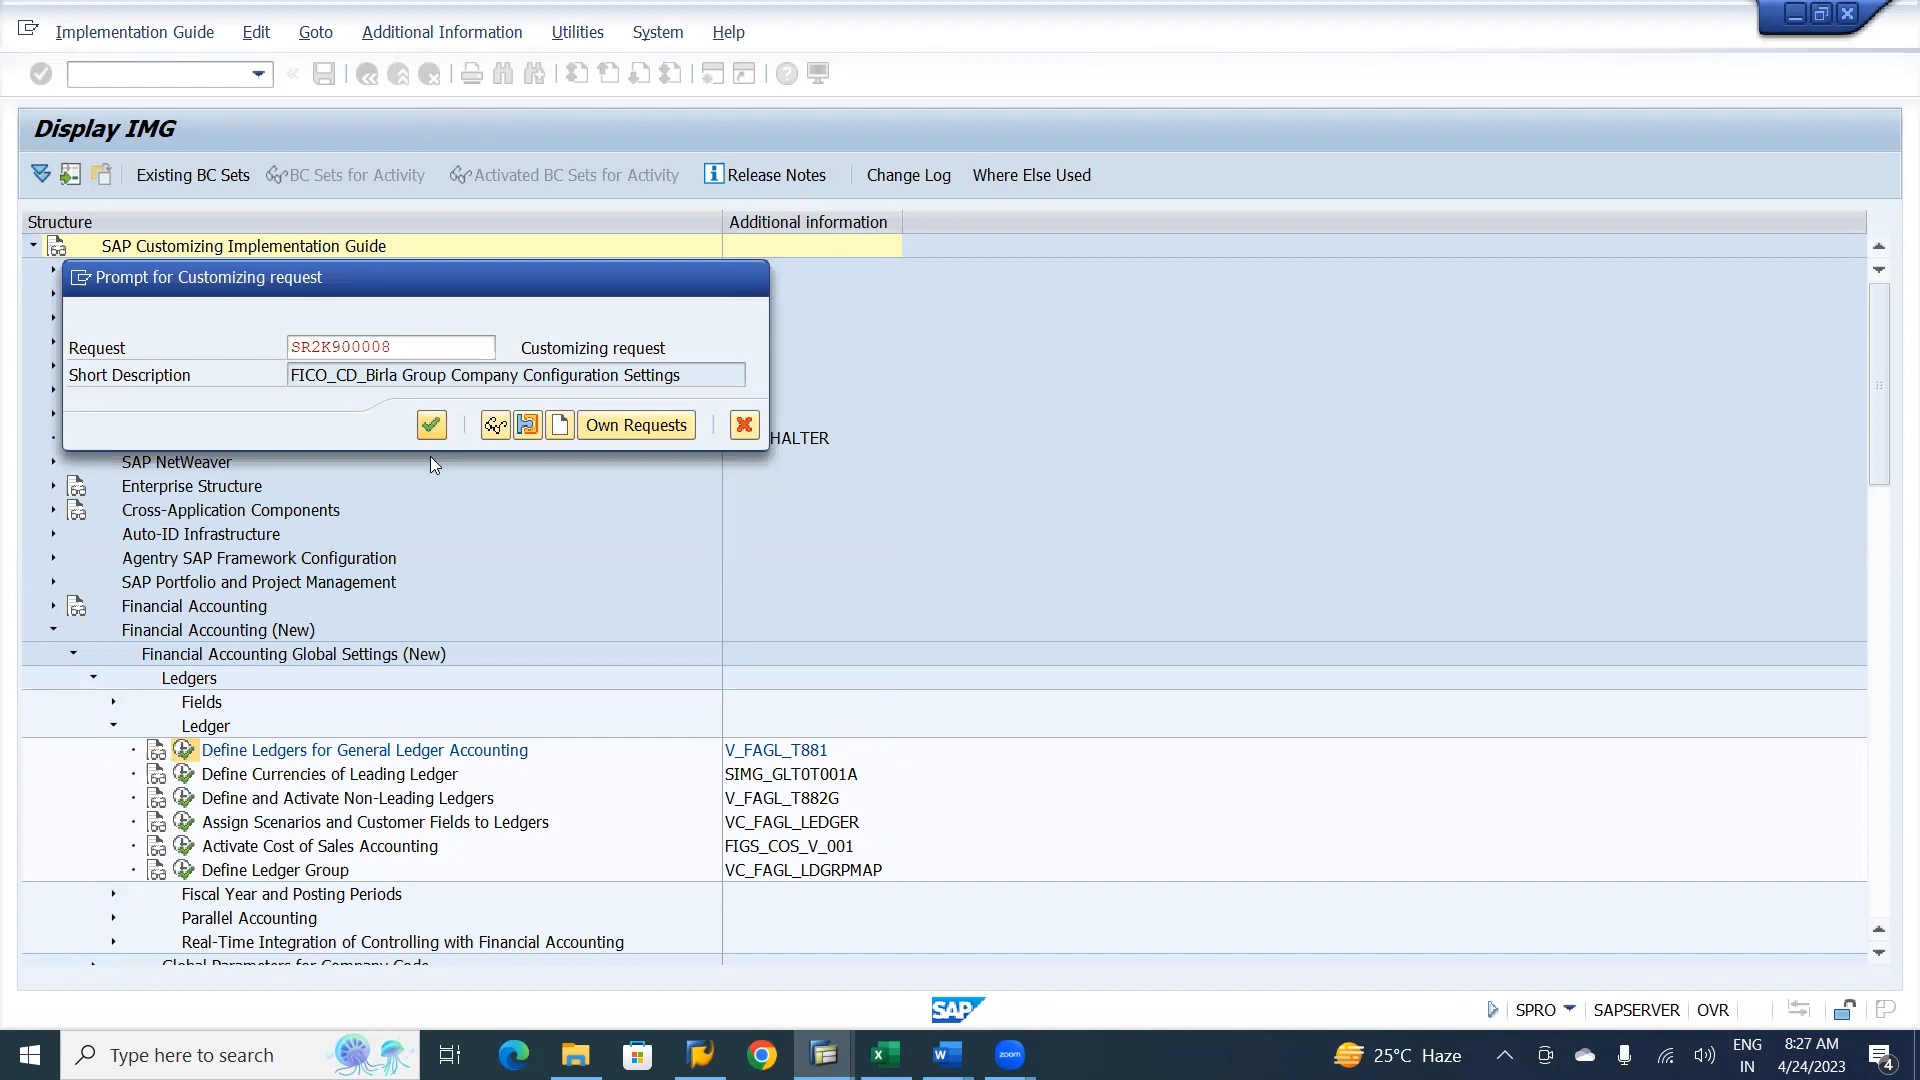 Implementation Guide Edit Goto Additional Information Utilities System Help
Display IMG
Existing BC Sets BC Sets for Activity Activated BC Sets for Activity Release Notes Change Log Where Else Used
Structure Additional information
SAP Customizing Implementation Guide
Prompt for Customizing request
Request SR2K900008 Customizing request
Short Description FICO_CD_Birla Group Company Configuration Settings
Own Requests
HALTER
SAP NetWeaver
Enterprise Structure
Cross-Application Components
Auto-ID Infrastructure
Agentry SAP Framework Configuration
SAP Portfolio and Project Management
Financial Accounting
Financial Accounting (New)
Financial Accounting Global Settings (New)
Ledgers
Fields
Ledger
Define Ledgers for General Ledger Accounting V_FAGL_T881
Define Currencies of Leading Ledger SIMG_GLT0T001A
Define and Activate Non-Leading Ledgers V_FAGL_T882G
Assign Scenarios and Customer Fields to Ledgers VC_FAGL_LEDGER
Activate Cost of Sales Accounting FIGS_COS_V_001
Define Ledger Group VC_FAGL_LDGRPMAP
Fiscal Year and Posting Periods
Parallel Accounting
Real-Time Integration of Controlling with Financial Accounting
Global Parameters for Company Code
SAP SPRO SAPSERVER OVR
Type here to search zoom 25°C Haze ENG IN 8:27 AM 4/24/2023 4